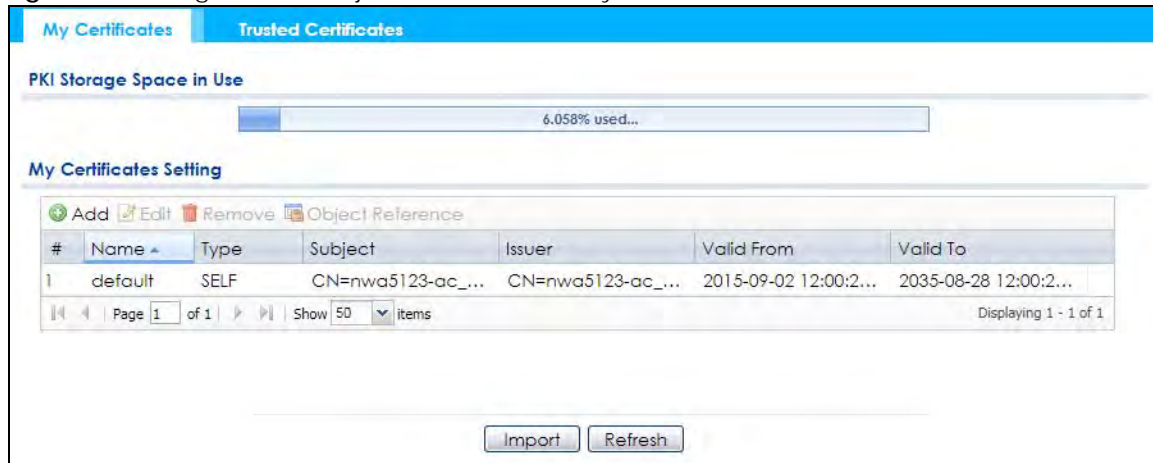 My Certificates Trusted Certificates
PKI Storage Space in Use
6.058% used...
My Certificates Setting
Add Edit Remove Object Reference
# Name Type Subject Issuer Valid From Valid To
1 default SELF CN=nwa5123-ac_... CN=nwa5123-ac_... 2015-09-02 12:00:2... 2035-08-28 12:00:2...
Page 1 of 1 Show 50 items Displaying 1 - 1 of 1
Import Refresh